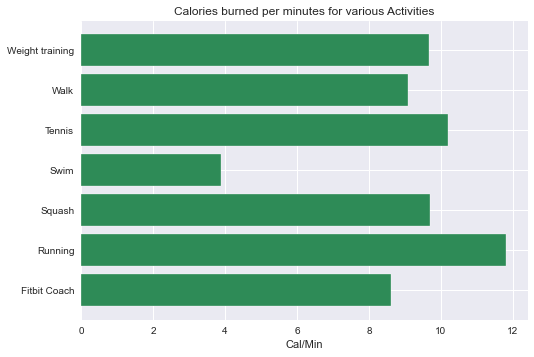 Calories burned per minutes for various Activities
Weight training
Walk
Tennis
Swim
Squash
Running
Fitbit Coach
0 2 4 6 8 10 12
Cal/Min